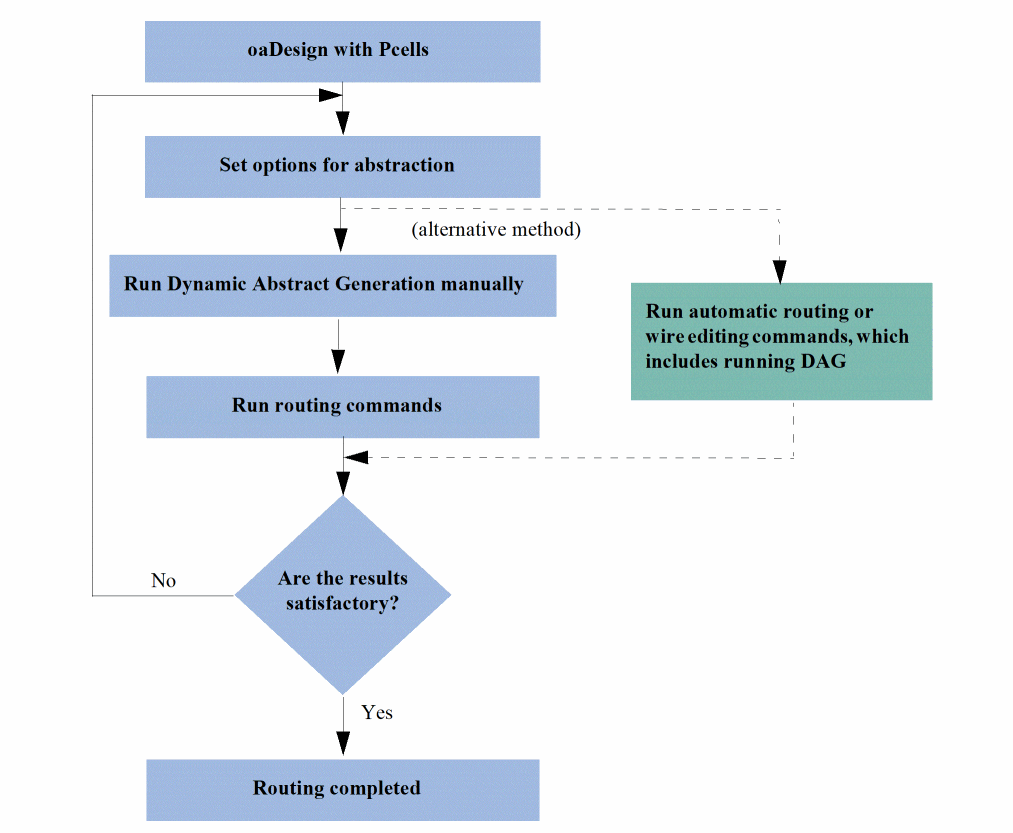 oaDesign with Pcells
Set options for abstraction
(alternative method)
Run Dynamic Abstract Generation manually
Run automatic routing or
wire editing commands, which
includes running DAG
Run routing commands
Are the results
satisfactory?
No
Yes
Routing completed